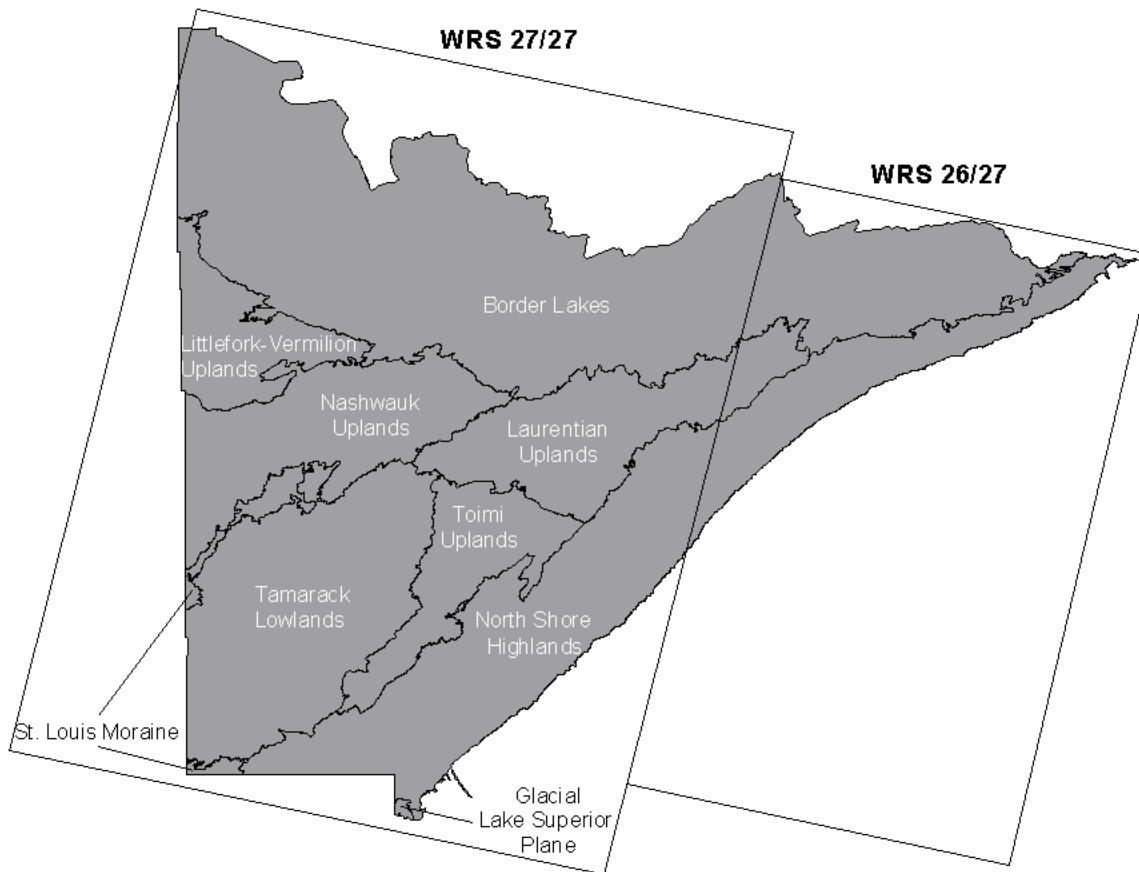 WRS 27/27
WRS 26/27
Border Lakes
Littlefork-Vermilion
Uplands
Nashwauk
Uplands
Laurentian
Uplands
Toimi
Uplands
Tamarack
Lowlands
North Shore
Highlands
St. Louis Moraine
Glacial
Lake Superior
Plane